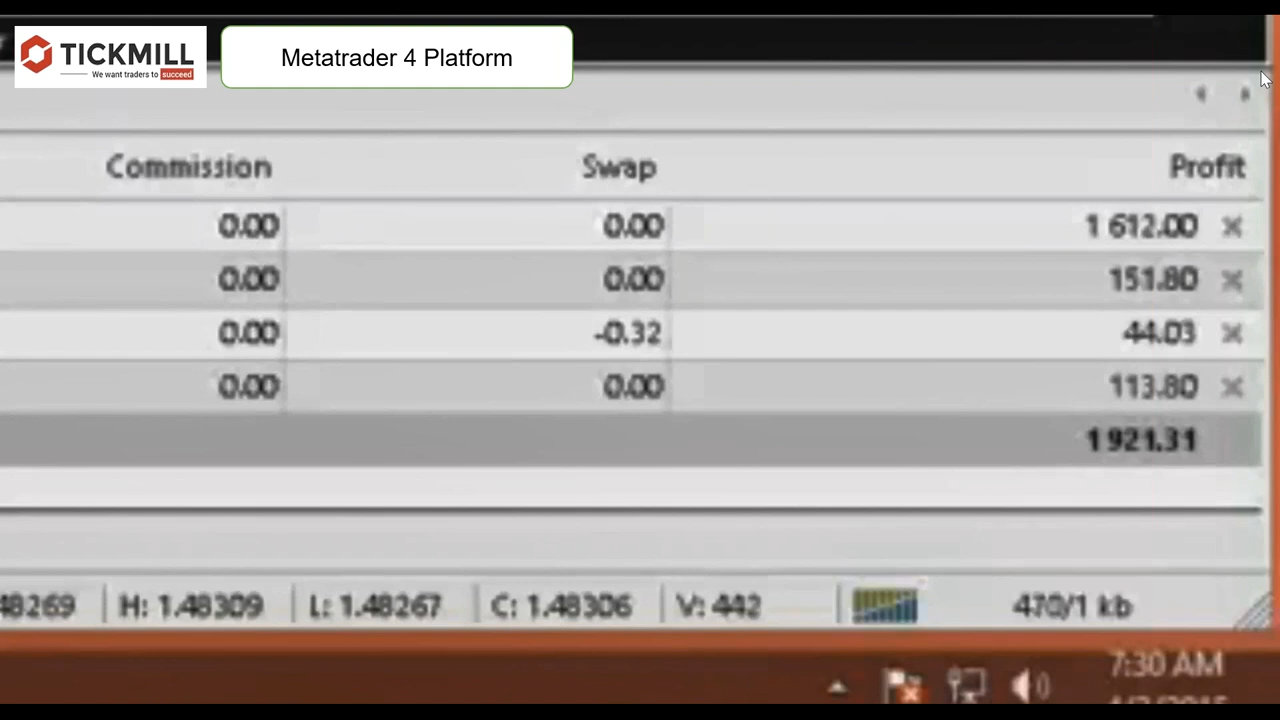 TICKMILL
We want traders to succeed
Metatrader 4 Platform
Commission Swap Profit
0.00 0.00 1 612.00
0.00 0.00 151.80
0.00 -0.32 44.03
0.00 0.00 113.80
1 921.31
48269 H: 1.48309 L: 1.48267 C: 1.48306 V: 442 470/1 kb
7:30 AM